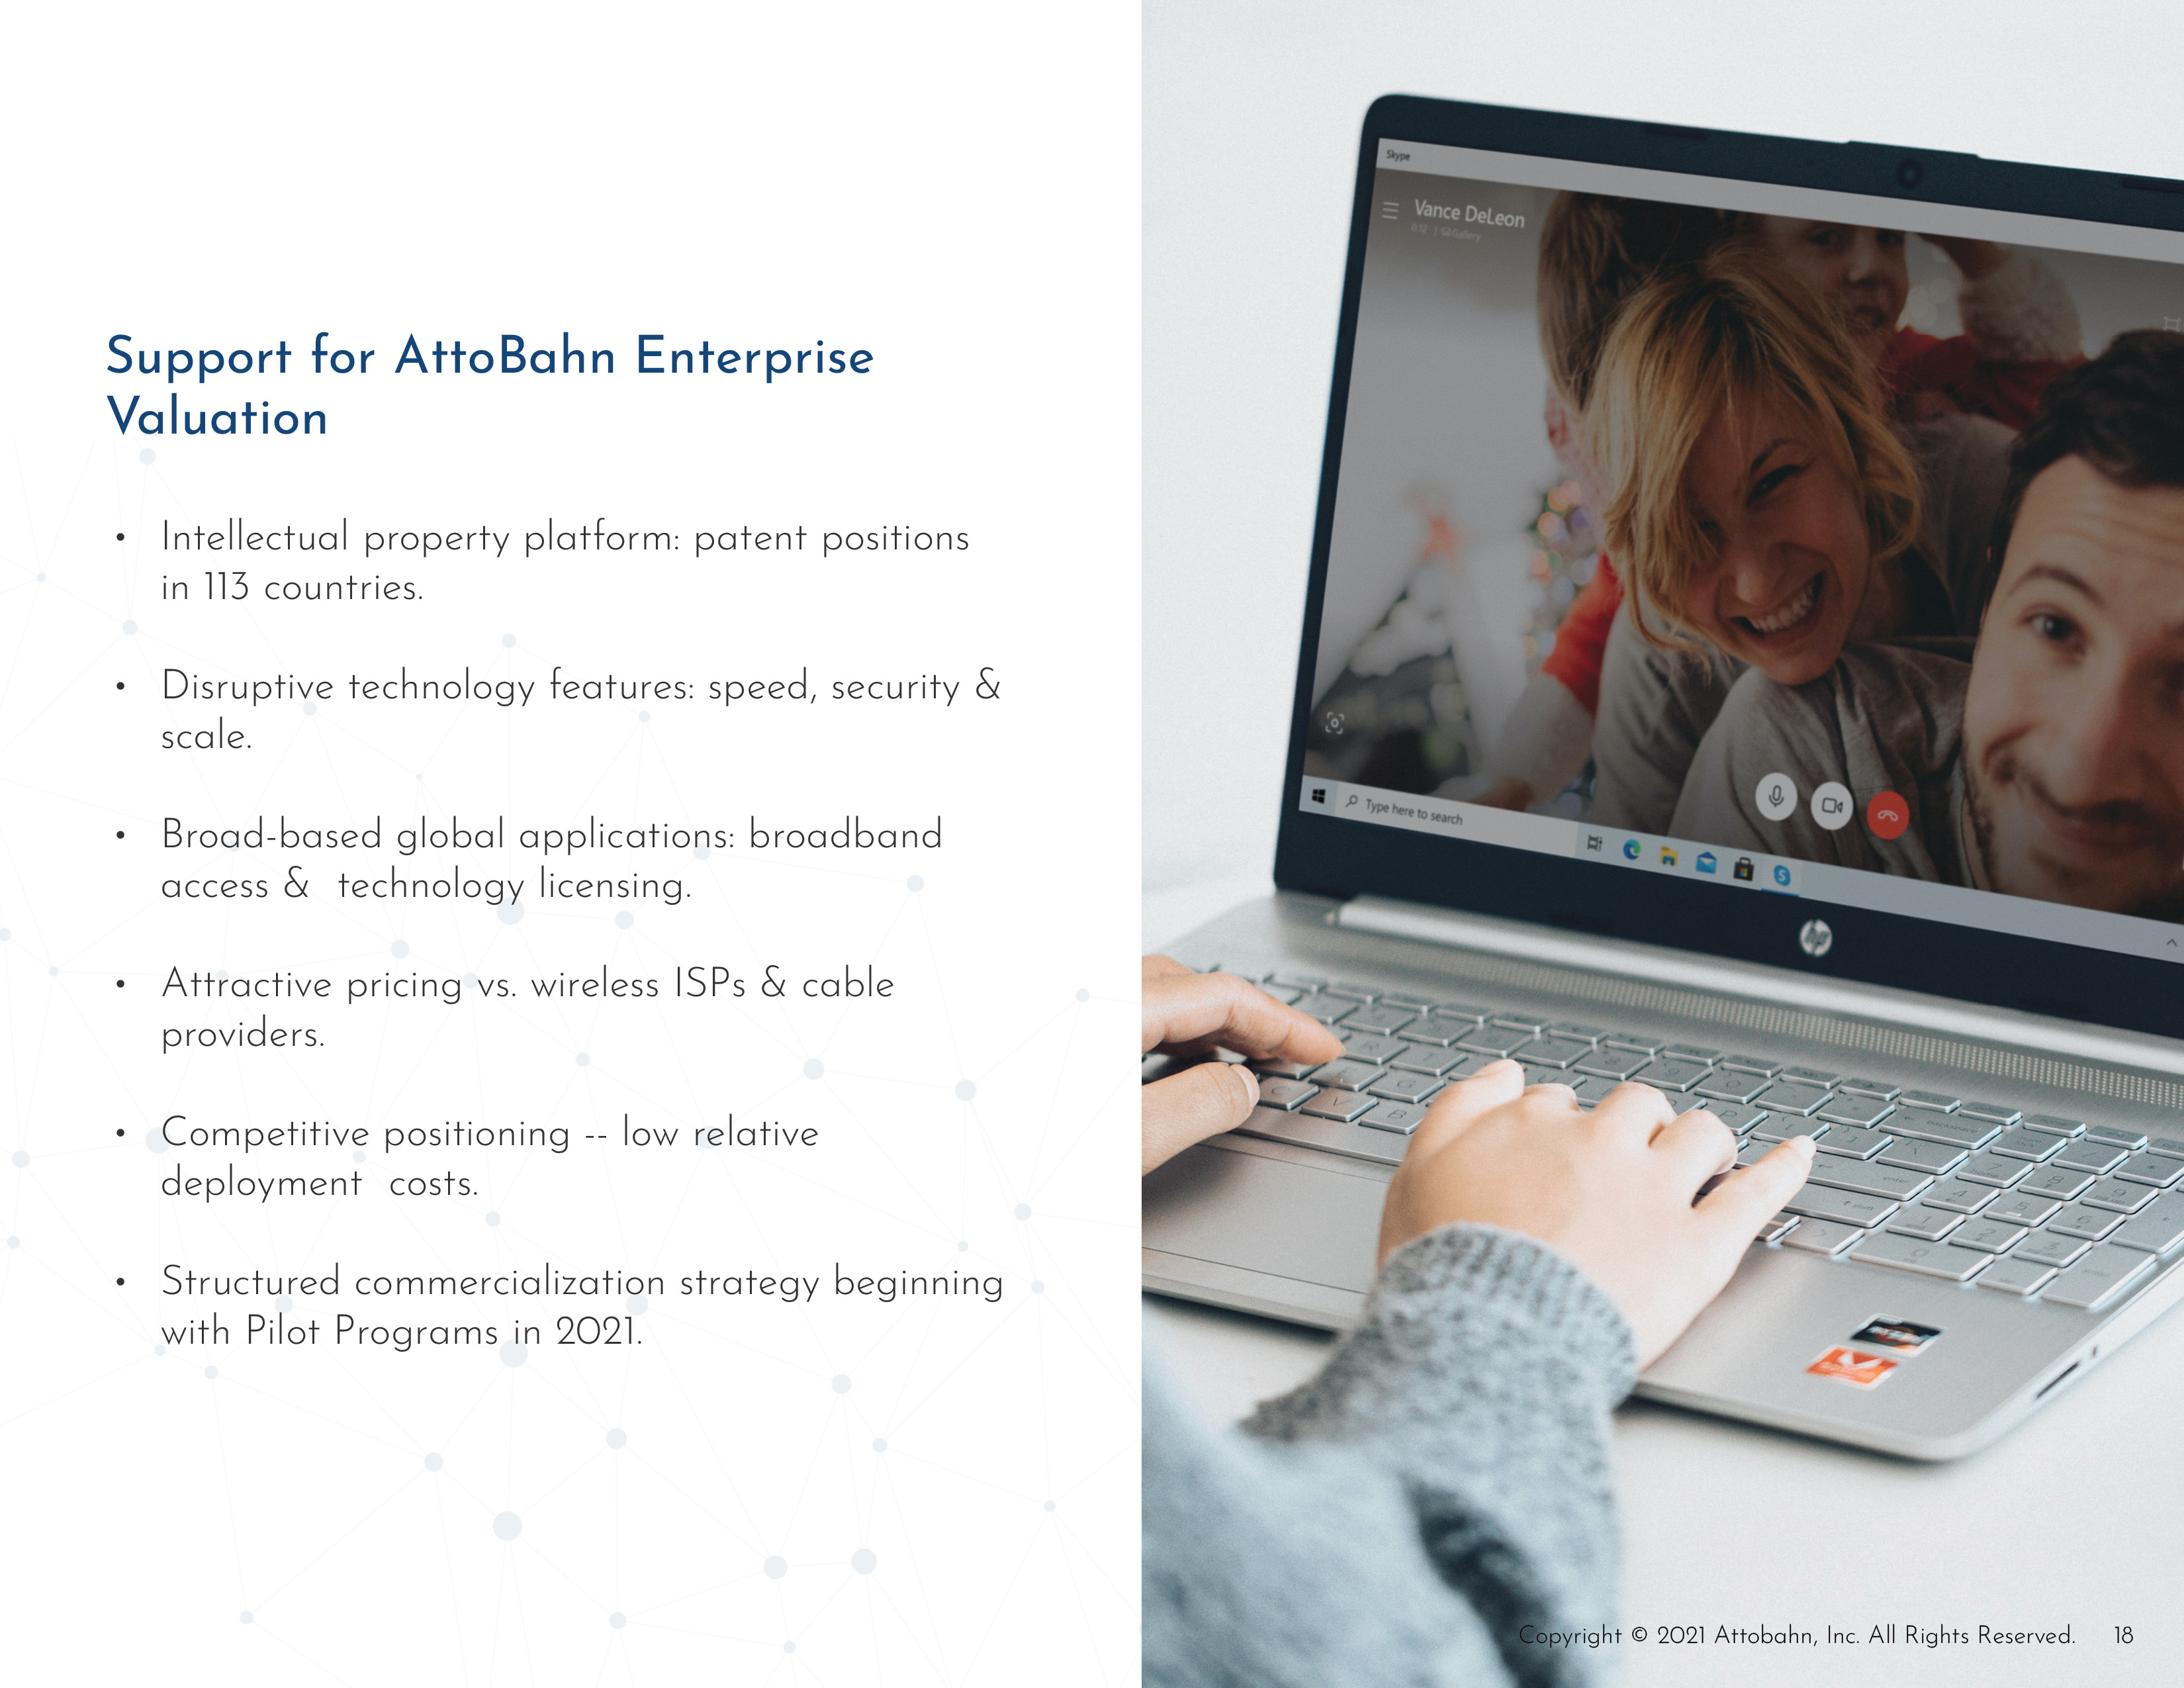 Support for AttoBahn Enterprise
Valuation
• Intellectual property platform: patent positions
in 113 countries.
• Disruptive technology features: speed, security &
scale.
• Broad-based global applications: broadband
access &  technology licensing.
• Attractive pricing vs. wireless ISPs & cable
providers.
• Competitive positioning -- low relative
deployment  costs.
• Structured commercialization strategy beginning
with Pilot Programs in 2021.
Skype
Vance DeLeon
Type here to search
hp
Copyright © 2021 Attobahn, Inc. All Rights Reserved. 18